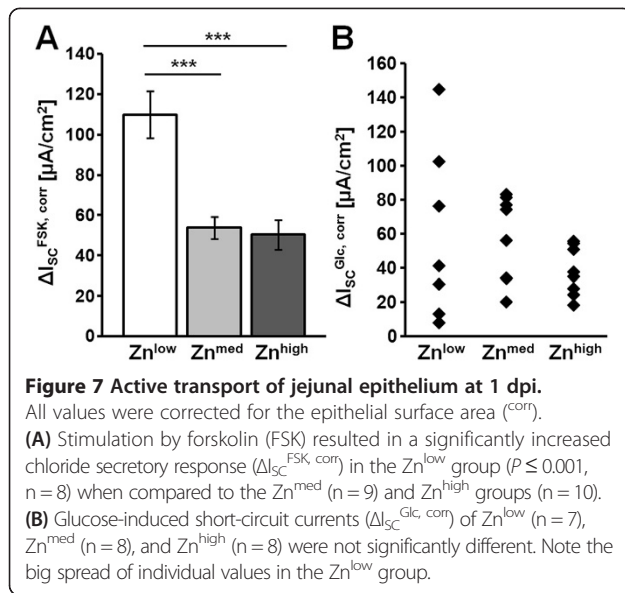 A
B
***
***
140
120
100
80
60
40
20
0
ΔI_SC^FSK, corr [µA/cm²]
Zn^low Zn^med Zn^high
160
140
120
100
80
60
40
20
0
ΔI_SC^Glc, corr [µA/cm²]
Zn^low Zn^med Zn^high
Figure 7 Active transport of jejunal epithelium at 1 dpi.
All values were corrected for the epithelial surface area (^corr).
(A) Stimulation by forskolin (FSK) resulted in a significantly increased
chloride secretory response (ΔI_SC^FSK, corr) in the Zn^low group (P ≤ 0.001,
n = 8) when compared to the Zn^med (n = 9) and Zn^high groups (n = 10).
(B) Glucose-induced short-circuit currents (ΔI_SC^Glc, corr) of Zn^low (n = 7),
Zn^med (n = 8), and Zn^high (n = 8) were not significantly different. Note the
big spread of individual values in the Zn^low group.